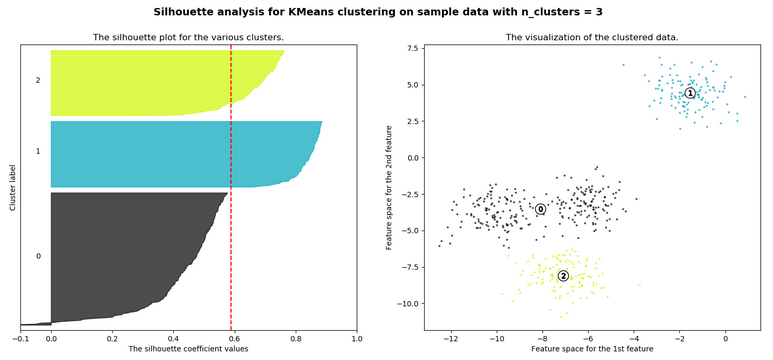 Silhouette analysis for KMeans clustering on sample data with n_clusters = 3
The silhouette plot for the various clusters.
Cluster label
2
1
0
−0.1 0.0 0.2 0.4 0.6 0.8 1.0
The silhouette coefficient values
The visualization of the clustered data.
Feature space for the 2nd feature
7.5
5.0
2.5
0.0
−2.5
−5.0
−7.5
−10.0
1
0
2
−12 −10 −8 −6 −4 −2 0
Feature space for the 1st feature